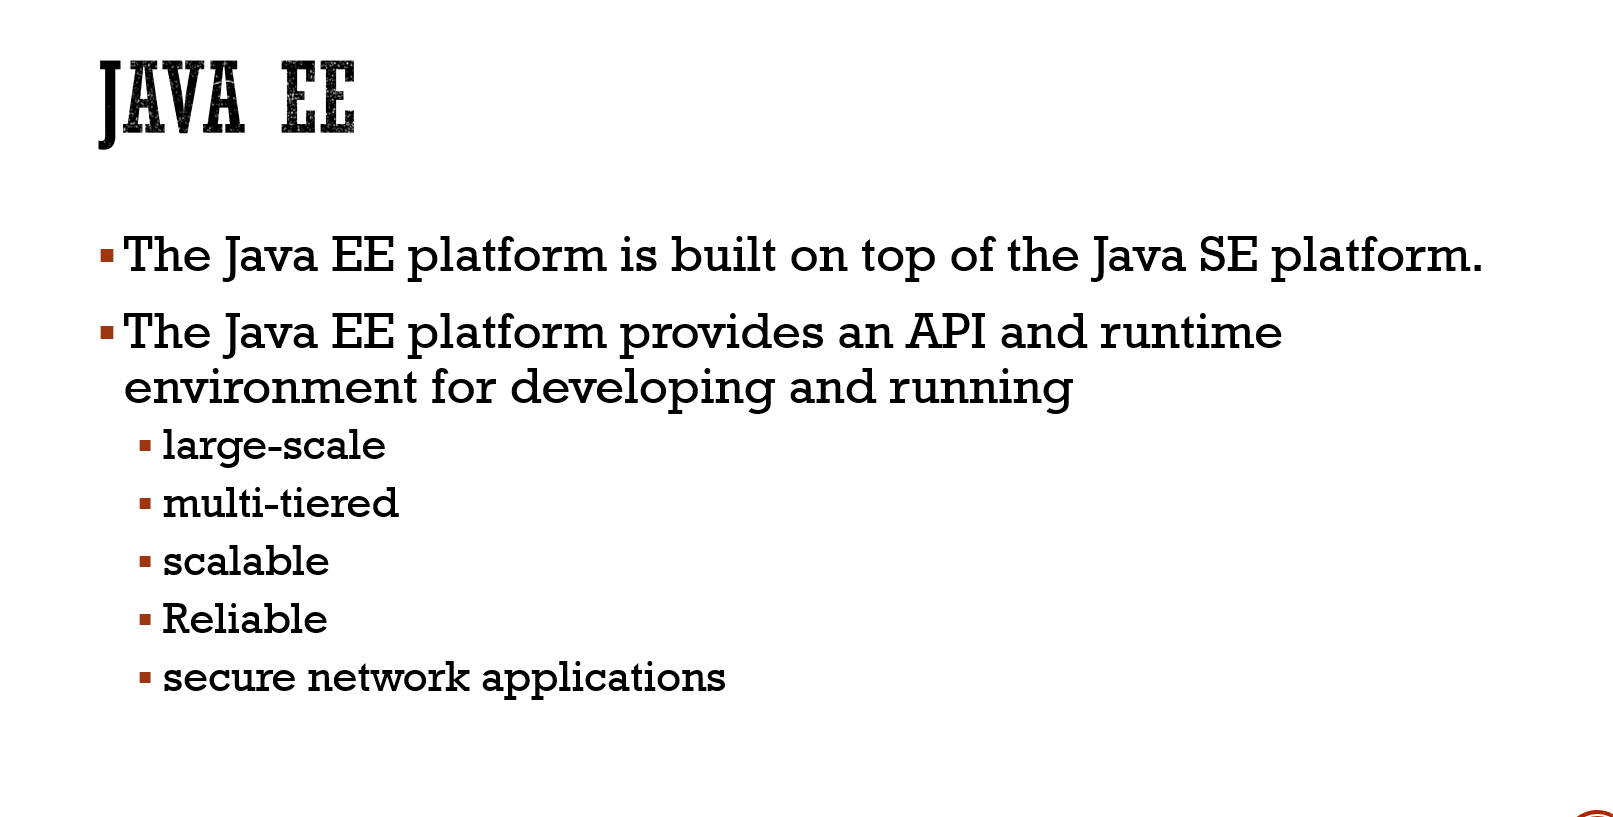 JAVA EE
The Java EE platform is built on top of the Java SE platform.
The Java EE platform provides an API and runtime
environment for developing and running
large-scale
multi-tiered
scalable
Reliable
secure network applications